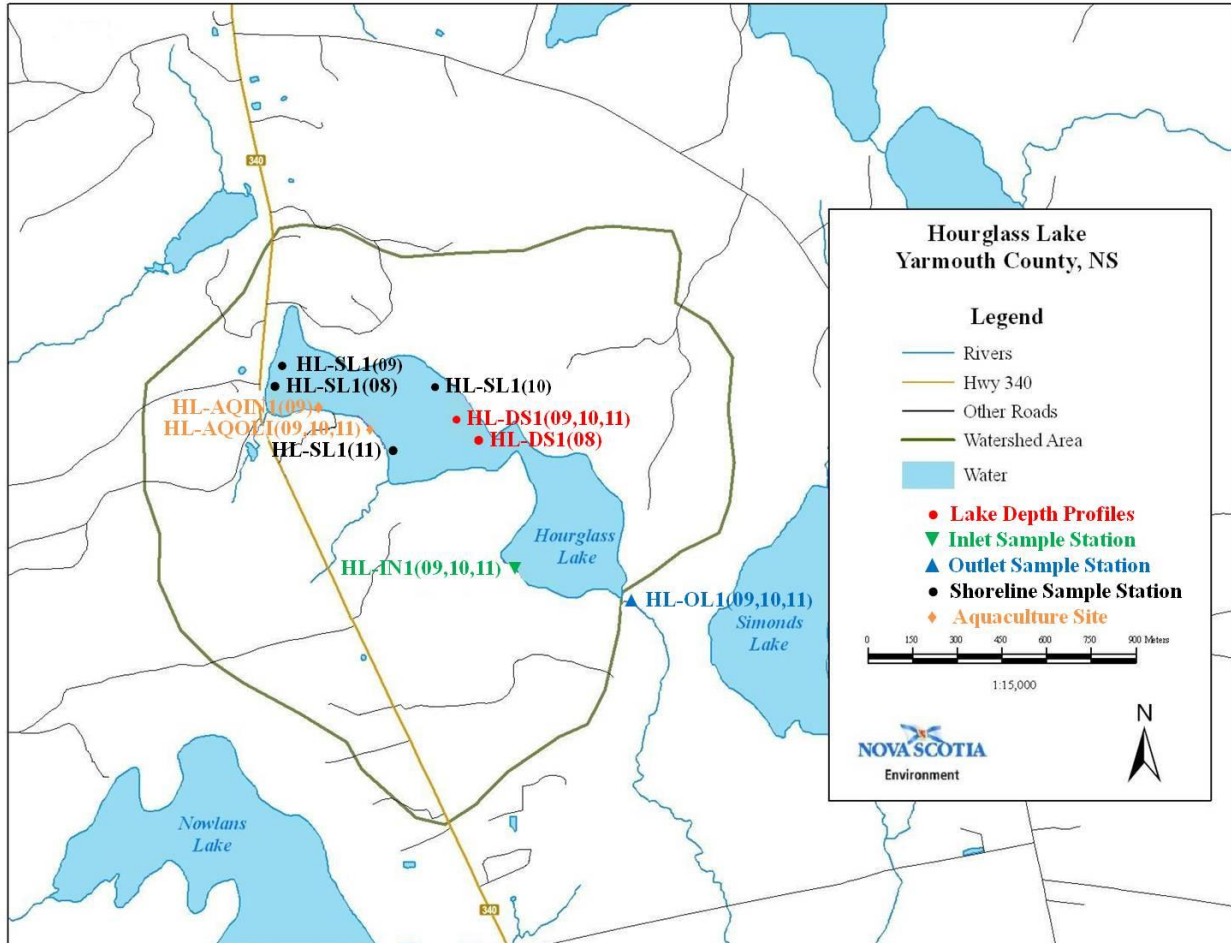 340
HL-SL1(09)
HL-SL1(08)
HL-SL1(10)
HL-AQIN1(09)
HL-DS1(09,10,11)
HL-AQOL1(09,10,11)
HL-DS1(08)
HL-SL1(11)
Hourglass
Lake
HL-IN1(09,10,11)
HL-OL1(09,10,11)
Simonds
Lake
Nowlans
Lake
340
Hourglass Lake
Yarmouth County, NS
Legend
Rivers
Hwy 340
Other Roads
Watershed Area
Water
Lake Depth Profiles
Inlet Sample Station
Outlet Sample Station
Shoreline Sample Station
Aquaculture Site
0 150 300 450 600 750 900 Meters
1:15,000
N
NOVA SCOTIA
Environment